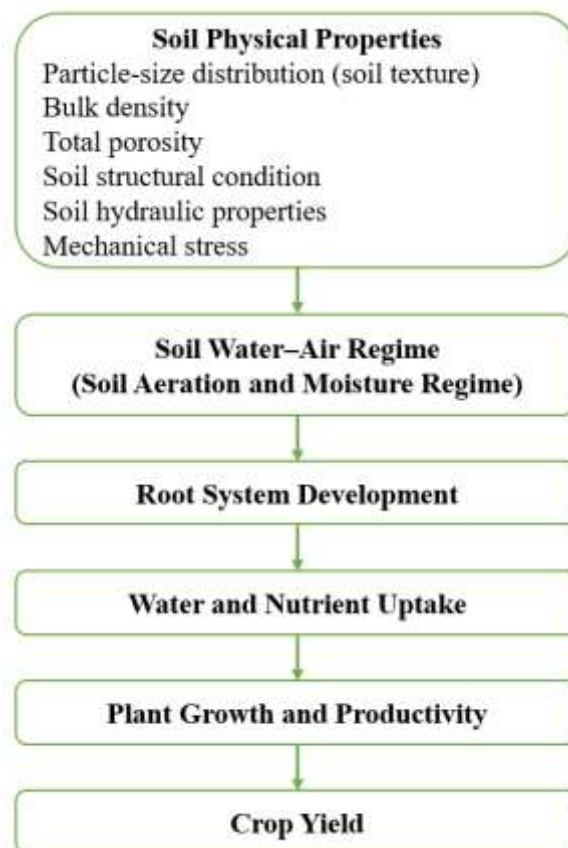 Soil Physical Properties
Particle-size distribution (soil texture)
Bulk density
Total porosity
Soil structural condition
Soil hydraulic properties
Mechanical stress
Soil Water–Air Regime
(Soil Aeration and Moisture Regime)
Root System Development
Water and Nutrient Uptake
Plant Growth and Productivity
Crop Yield